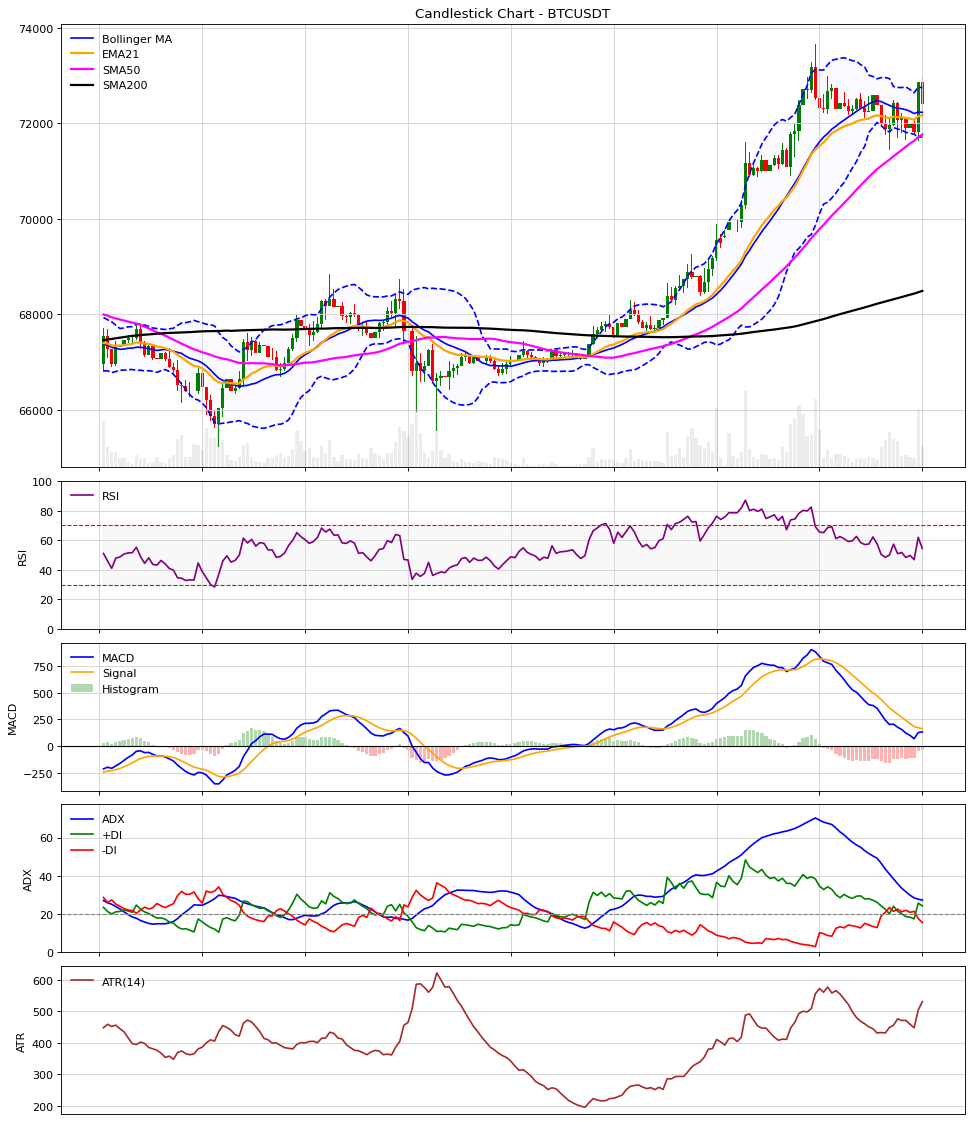 Candlestick Chart - BTCUSDT
74000
72000
70000
68000
66000
Bollinger MA
EMA21
SMA50
SMA200
100
80
60
40
20
0
RSI
RSI
750
500
250
0
−250
MACD
MACD
Signal
Histogram
60
40
20
0
ADX
ADX
+DI
-DI
600
500
400
300
200
ATR
ATR(14)